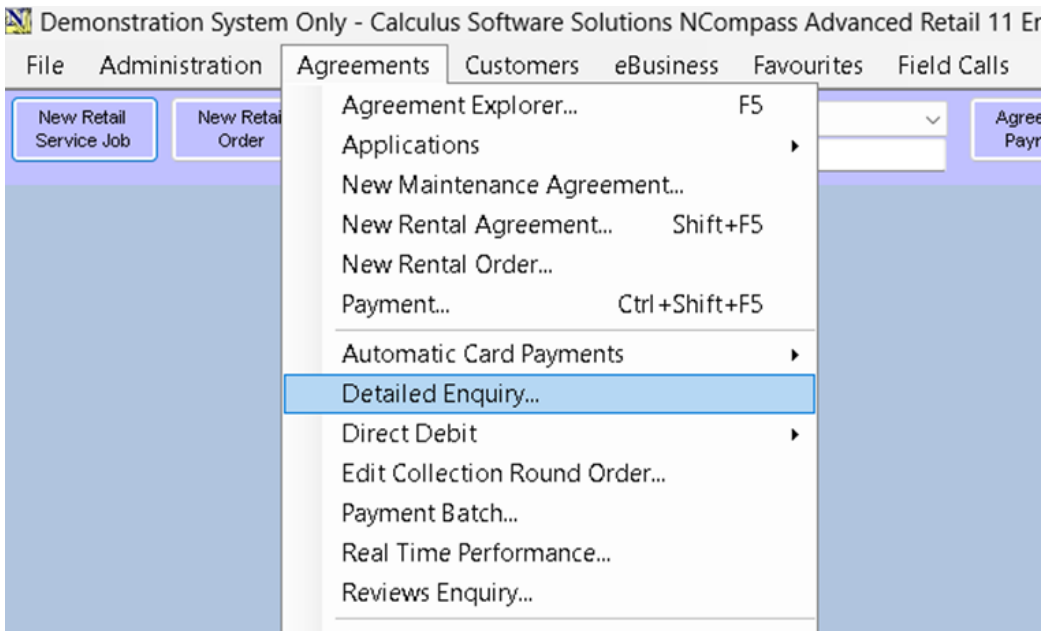 Demonstration System Only - Calculus Software Solutions NCompass Advanced Retail 11
File Administration Agreements Customers eBusiness Favourites Field Calls
New Retail Service Job
New Order
Agreement Explorer... F5
Applications
New Maintenance Agreement...
New Rental Agreement... Shift+F5
New Rental Order...
Payment... Ctrl+Shift+F5
Automatic Card Payments
Detailed Enquiry...
Direct Debit
Edit Collection Round Order...
Payment Batch...
Real Time Performance...
Reviews Enquiry...